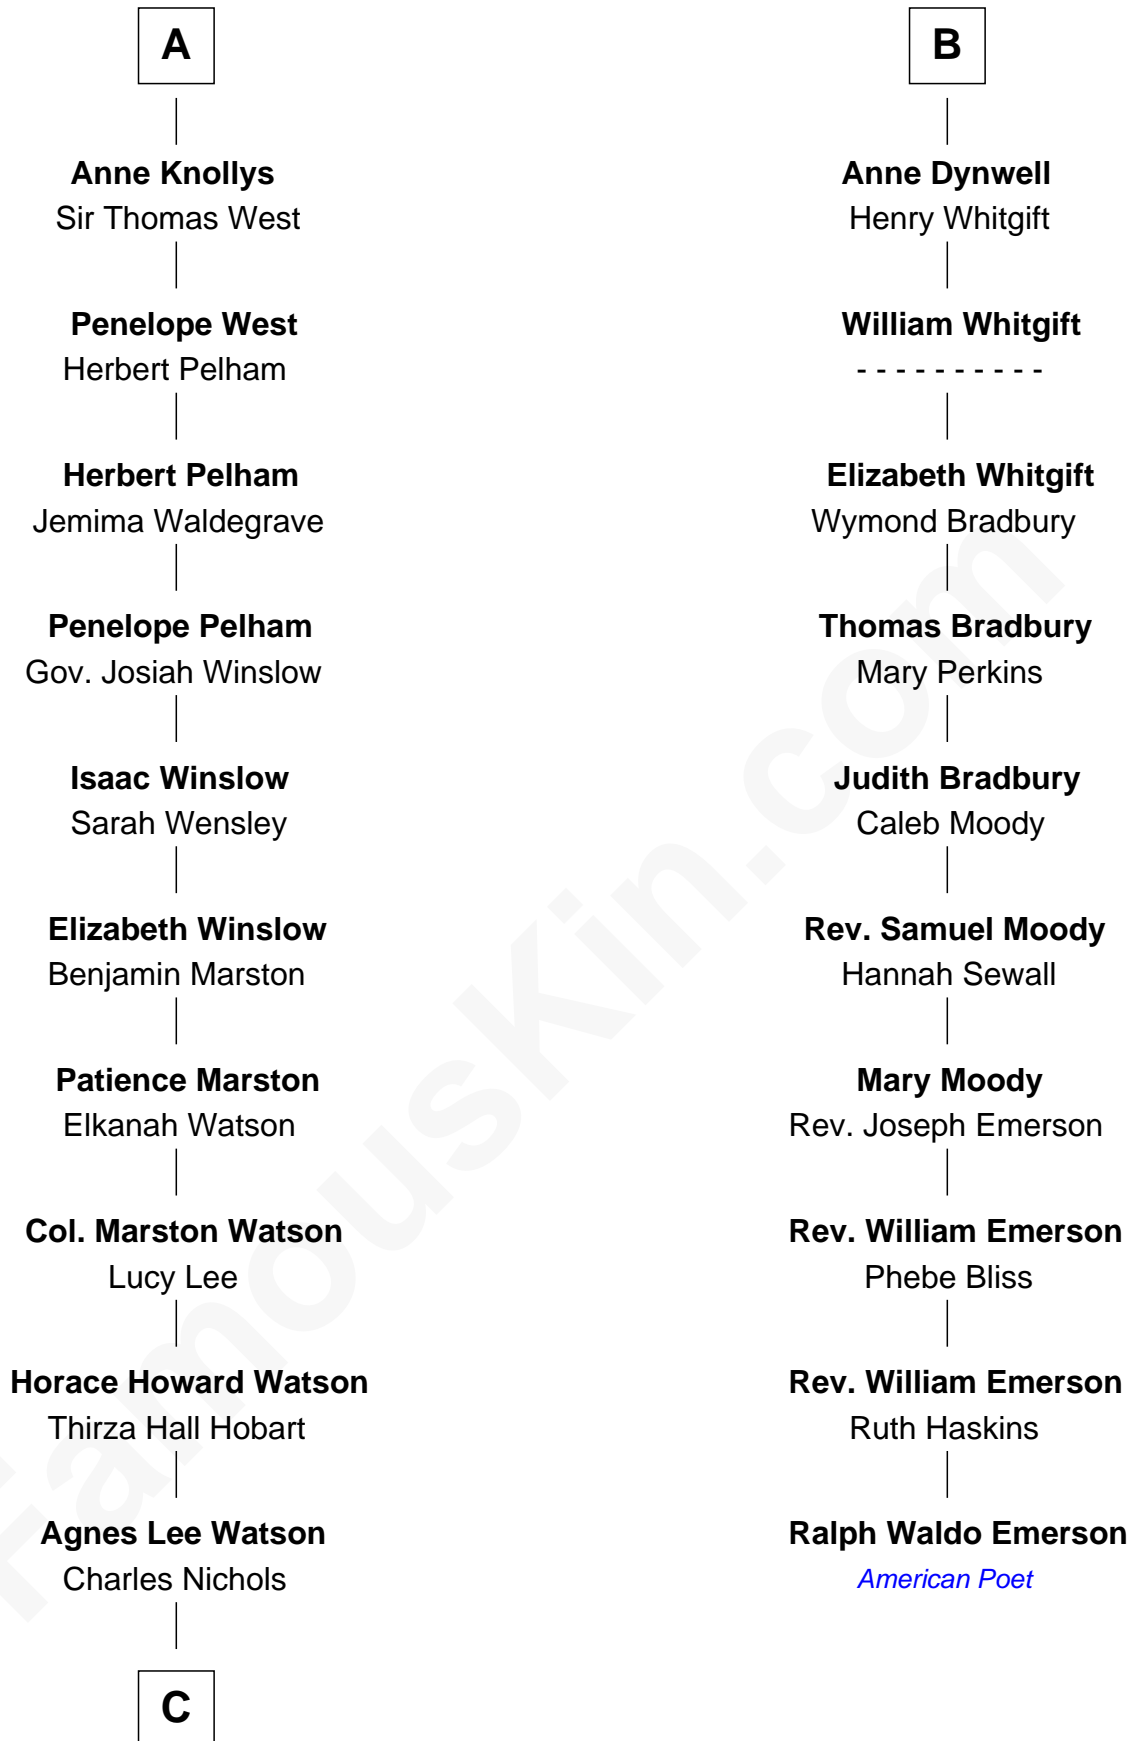 A
Anne Knollys
Sir Thomas West
Penelope West
Herbert Pelham
Herbert Pelham
Jemima Waldegrave
Penelope Pelham
Gov. Josiah Winslow
Isaac Winslow
Sarah Wensley
Elizabeth Winslow
Benjamin Marston
Patience Marston
Elkanah Watson
Col. Marston Watson
Lucy Lee
Horace Howard Watson
Thirza Hall Hobart
Agnes Lee Watson
Charles Nichols
C
B
Anne Dynwell
Henry Whitgift
William Whitgift
- - - - - - - - - -
Elizabeth Whitgift
Wymond Bradbury
Thomas Bradbury
Mary Perkins
Judith Bradbury
Caleb Moody
Rev. Samuel Moody
Hannah Sewall
Mary Moody
Rev. Joseph Emerson
Rev. William Emerson
Phebe Bliss
Rev. William Emerson
Ruth Haskins
Ralph Waldo Emerson
American Poet
FamousKin.com